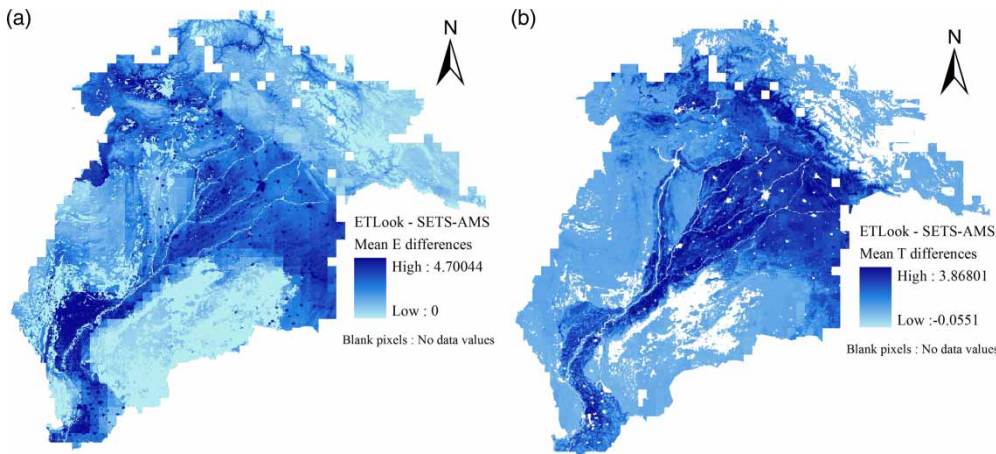 (a)
N
ETLook - SETS-AMS
Mean E differences
High : 4.70044
Low : 0
Blank pixels : No data values
(b)
N
ETLook - SETS-AMS
Mean T differences
High : 3.86801
Low : -0.0551
Blank pixels : No data values